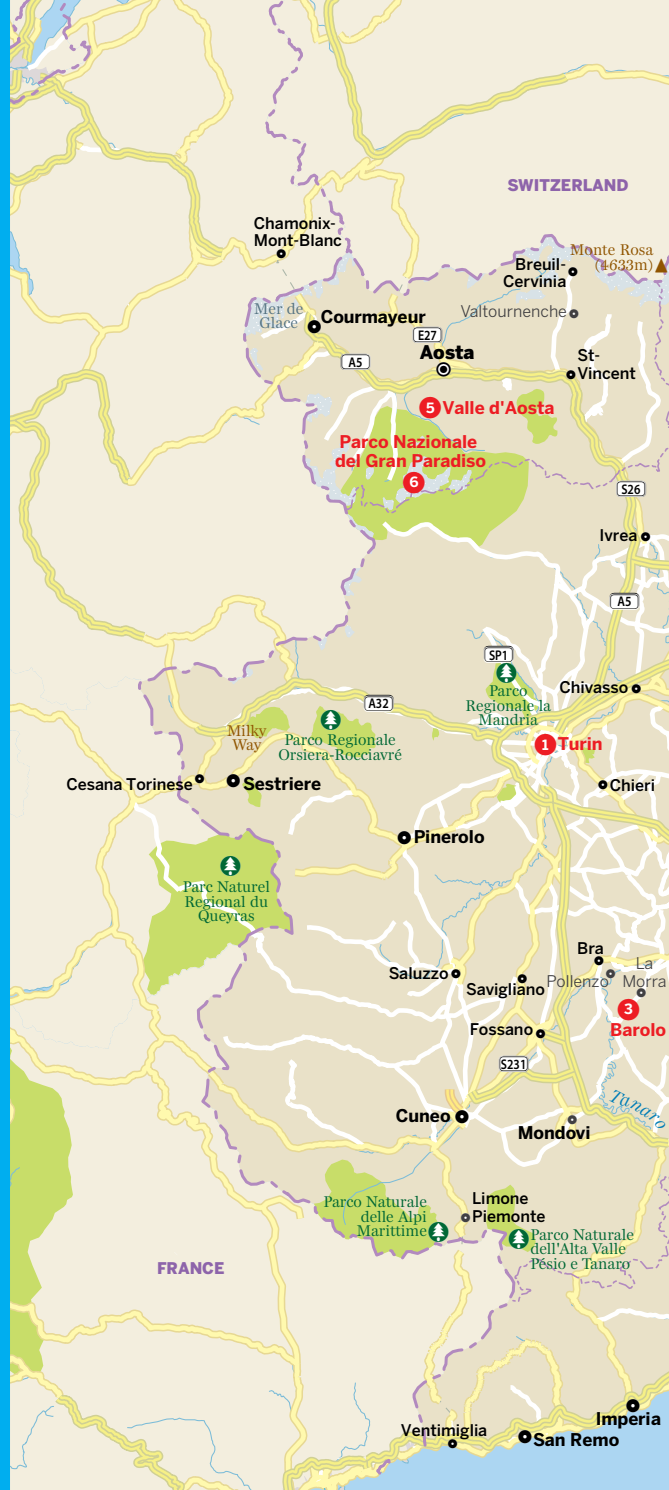 SWITZERLAND
Chamonix-
Mont-Blanc
Monte Rosa
(4633m)
Breuil-
Cervinia
Mer de
Glace
Courmayeur
Valtournenche
E27
Aosta
A5
St-
Vincent
5 Valle d'Aosta
Parco Nazionale
del Gran Paradiso
6
S26
Ivrea
A5
SP1
Parco
Regionale la
Mandria
Chivasso
A32
Milky
Way
Parco Regionale
Orsiera-Rocciavré
1 Turin
Cesana Torinese
Sestriere
Chieri
Pinerolo
Parc Naturel
Regional du
Queyras
Bra
La
Morra
Saluzzo
Pollenzo
Savigliano
3
Barolo
Fossano
S231
Tanaro
Cuneo
Mondovi
Limone
Piemonte
Parco Naturale
delle Alpi
Marittime
Parco Naturale
dell'Alta Valle
Pésio e Tanaro
FRANCE
Imperia
Ventimiglia
San Remo